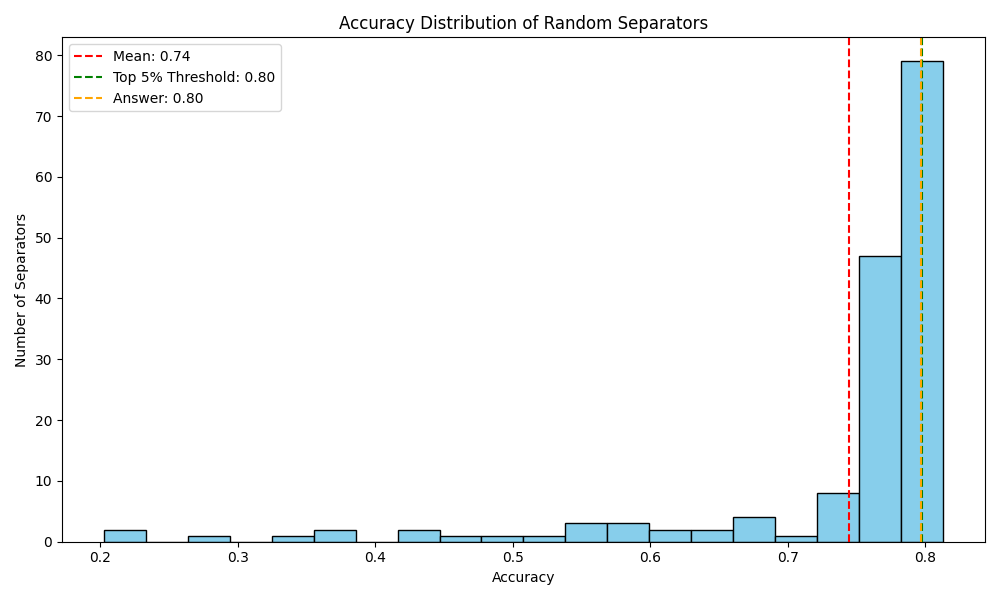 Accuracy Distribution of Random Separators
Mean: 0.74
Top 5% Threshold: 0.80
Answer: 0.80
Number of Separators
80
70
60
50
40
30
20
10
0
0.2 0.3 0.4 0.5 0.6 0.7 0.8
Accuracy